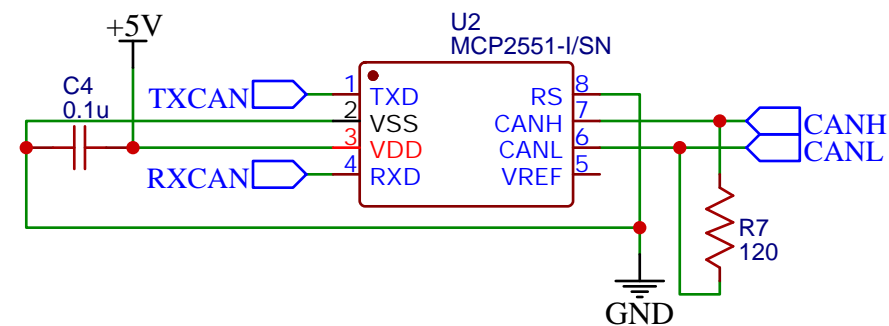 +5V
U2
MCP2551-I/SN
C4
0.1u
TXCAN
1
TXD
RS
8
2
VSS
CANH
7
CANH
3
VDD
CANL
6
CANL
RXCAN
4
RXD
VREF
5
R7
120
GND